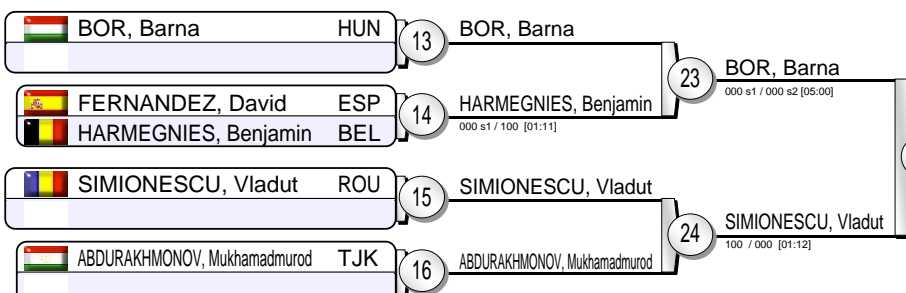 BOR, Barna HUN
13
BOR, Barna
23
BOR, Barna
000 s1 / 000 s2 [05:00]
FERNANDEZ, David ESP
HARMEGNIES, Benjamin BEL
14
HARMEGNIES, Benjamin
000 s1 / 100 [01:11]
SIMIONESCU, Vladut ROU
15
SIMIONESCU, Vladut
24
SIMIONESCU, Vladut
100 / 000 [01:12]
ABDURAKHMONOV, Mukhamadmurod TJK
16
ABDURAKHMONOV, Mukhamadmurod